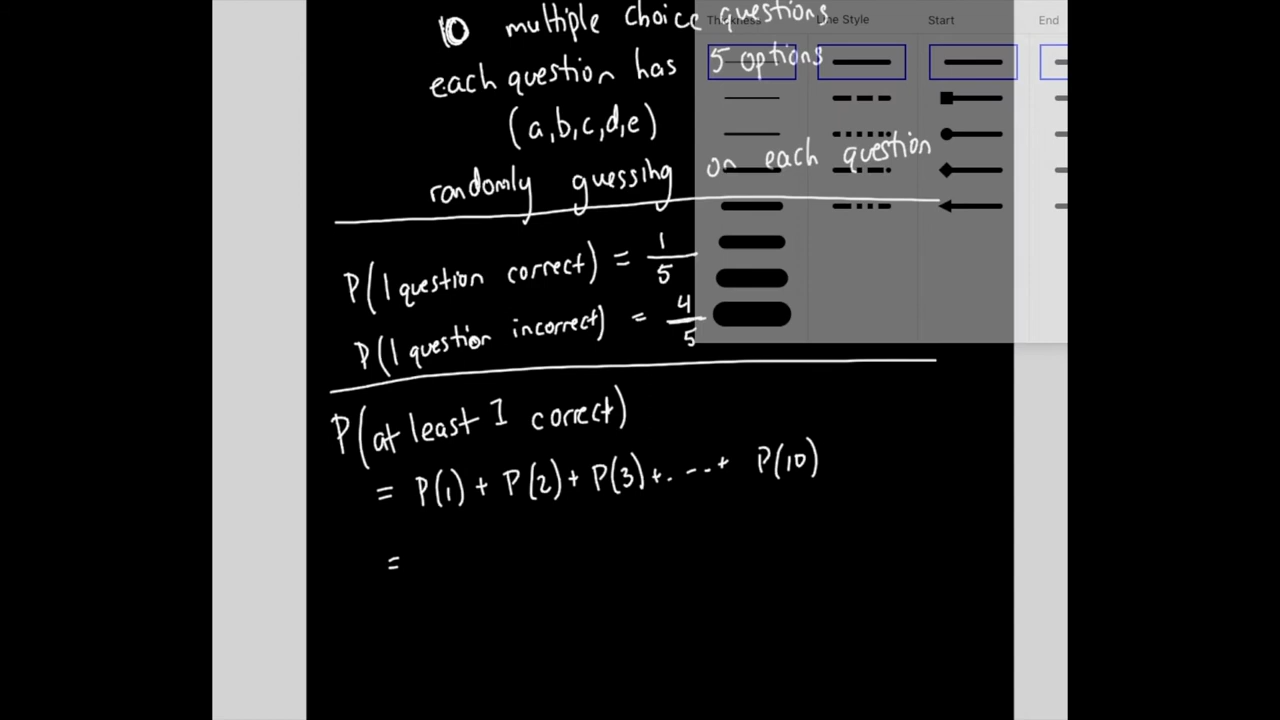 10 multiple choice questions
Thickness Line Style Start End
each question has 5 options
(a,b,c,d,e)
randomly guessing on each question
P(1 question correct) = 1/5
P(1 question incorrect) = 4/5
P(at least 1 correct)
= P(1) + P(2) + P(3) + . -- . + P(10)
=